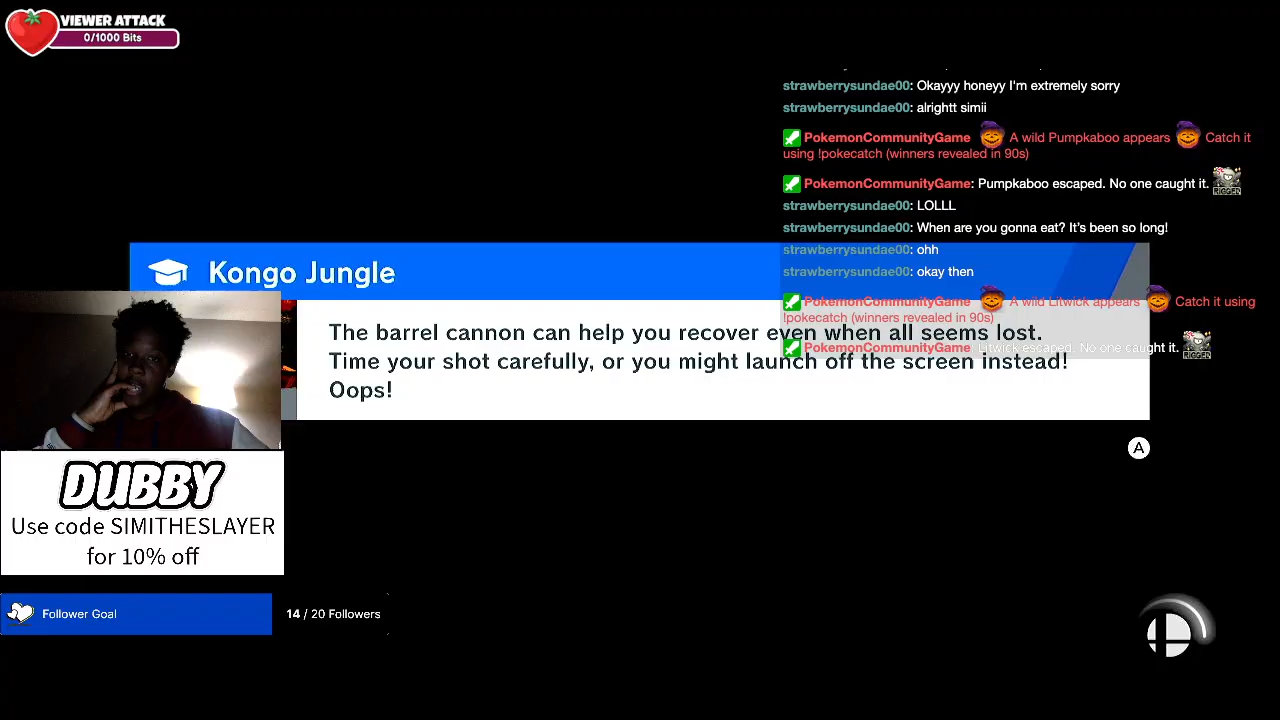 VIEWER ATTACK
0/1000 Bits
strawberrysundae00: Okayyy honeyy I'm extremely sorry
strawberrysundae00: alrightt simii
PokemonCommunityGame A wild Pumpkaboo appears Catch it
using !pokecatch (winners revealed in 90s)
PokemonCommunityGame: Pumpkaboo escaped. No one caught it.
RIGGED
strawberrysundae00: LOLLL
strawberrysundae00: When are you gonna eat? It's been so long!
strawberrysundae00: ohh
strawberrysundae00: okay then
PokemonCommunityGame A wild Litwick appears Catch it using
!pokecatch (winners revealed in 90s)
PokemonCommunityGame: Litwick escaped. No one caught it.
RIGGED
Kongo Jungle
The barrel cannon can help you recover even when all seems lost.
Time your shot carefully, or you might launch off the screen instead!
Oops!
A
DUBBY
Use code SIMITHESLAYER
for 10% off
Follower Goal
14 / 20 Followers